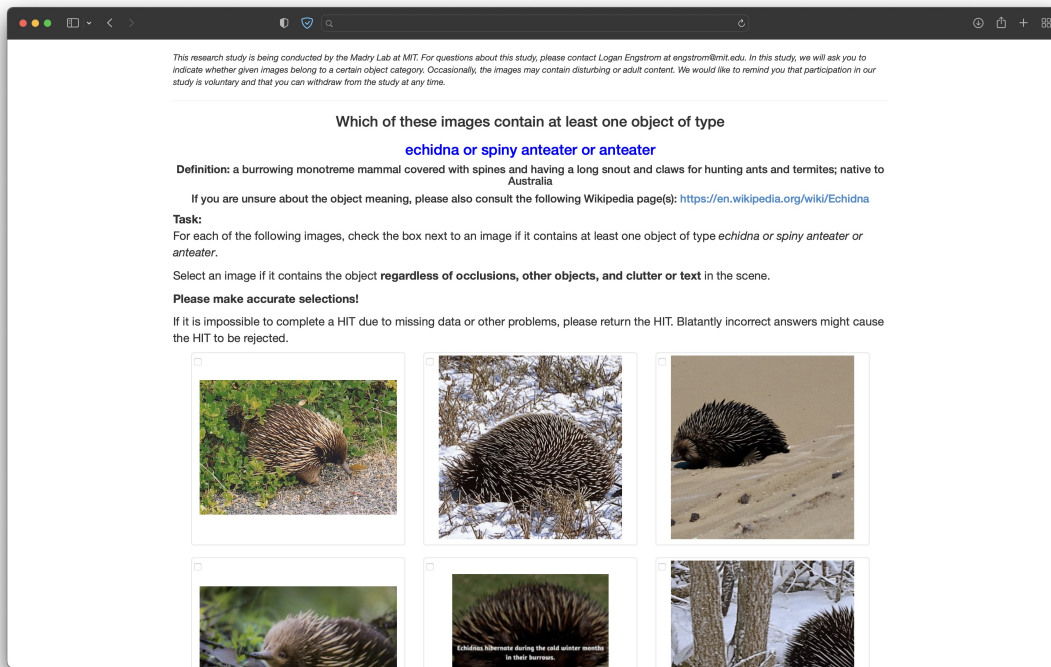 This research study is being conducted by the Madry Lab at MIT. For questions about this study, please contact Logan Engstrom at engstrom@mit.edu. In this study, we will ask you to
indicate whether given images belong to a certain object category. Occasionally, the images may contain disturbing or adult content. We would like to remind you that participation in our
study is voluntary and that you can withdraw from the study at any time.
Which of these images contain at least one object of type
echidna or spiny anteater or anteater
Definition: a burrowing monotreme mammal covered with spines and having a long snout and claws for hunting ants and termites; native to
Australia
If you are unsure about the object meaning, please also consult the following Wikipedia page(s): https://en.wikipedia.org/wiki/Echidna
Task:
For each of the following images, check the box next to an image if it contains at least one object of type echidna or spiny anteater or
anteater.
Select an image if it contains the object regardless of occlusions, other objects, and clutter or text in the scene.
Please make accurate selections!
If it is impossible to complete a HIT due to missing data or other problems, please return the HIT. Blatantly incorrect answers might cause
the HIT to be rejected.
Echidnas hibernate during the cold winter months
in their burrows.